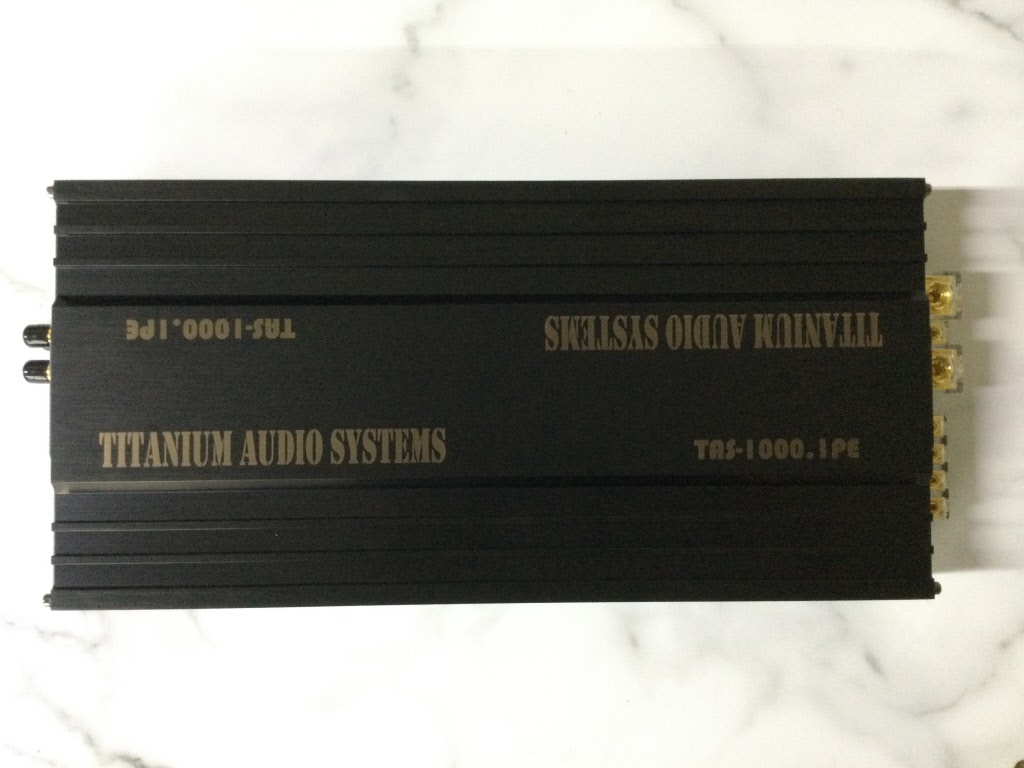 TAS-1000.1PE
TITANIUM AUDIO SYSTEMS
TITANIUM AUDIO SYSTEMS
TAS-1000.1PE